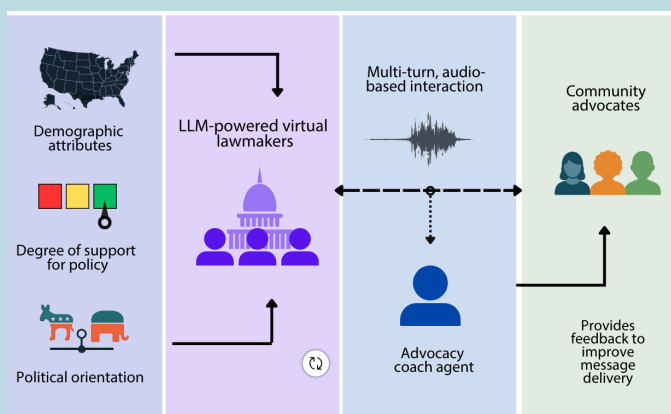 Demographic
attributes
Degree of support
for policy
Political orientation
LLM-powered virtual
lawmakers
Multi-turn, audio-
based interaction
Advocacy
coach agent
Community
advocates
Provides
feedback to
improve
message
delivery